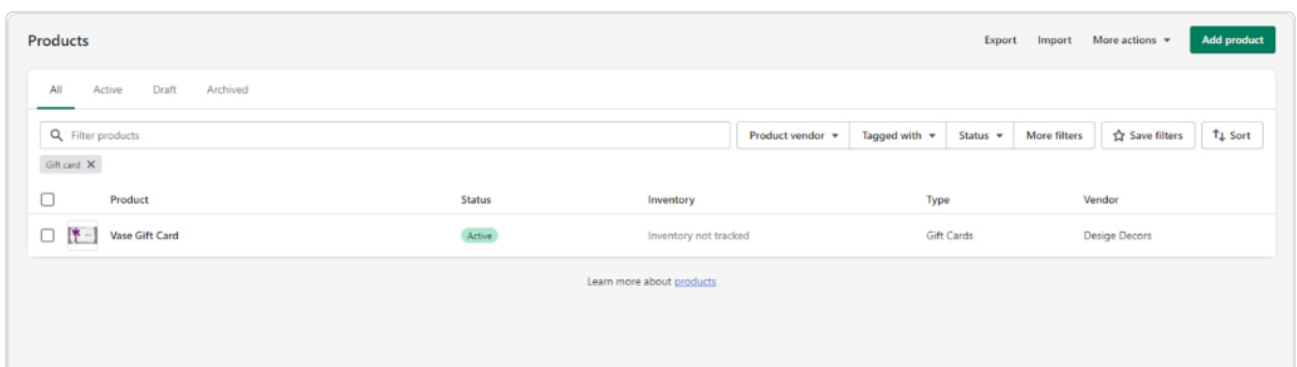 Products Export Import More actions Add product
All Active Draft Archived
Filter products Product vendor Tagged with Status More filters Save filters Sort
Gift card
Product Status Inventory Type Vendor
Vase Gift Card Active Inventory not tracked Gift Cards Desige Decors
Learn more about products